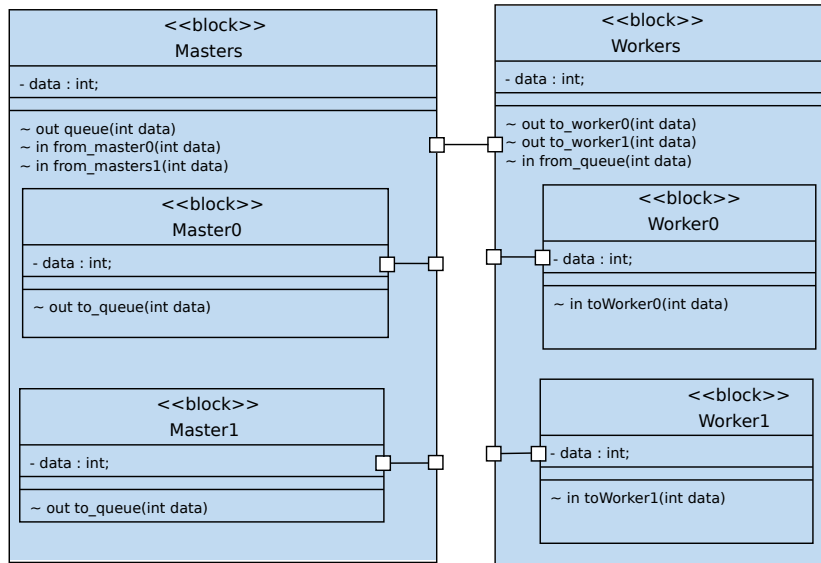 <<block>>
Masters
- data : int;
~ out queue(int data)
~ in from_master0(int data)
~ in from_masters1(int data)
<<block>>
Master0
- data : int;
~ out to_queue(int data)
<<block>>
Master1
- data : int;
~ out to_queue(int data)
<<block>>
Workers
- data : int;
~ out to_worker0(int data)
~ out to_worker1(int data)
~ in from_queue(int data)
<<block>>
Worker0
- data : int;
~ in toWorker0(int data)
<<block>>
Worker1
- data : int;
~ in toWorker1(int data)